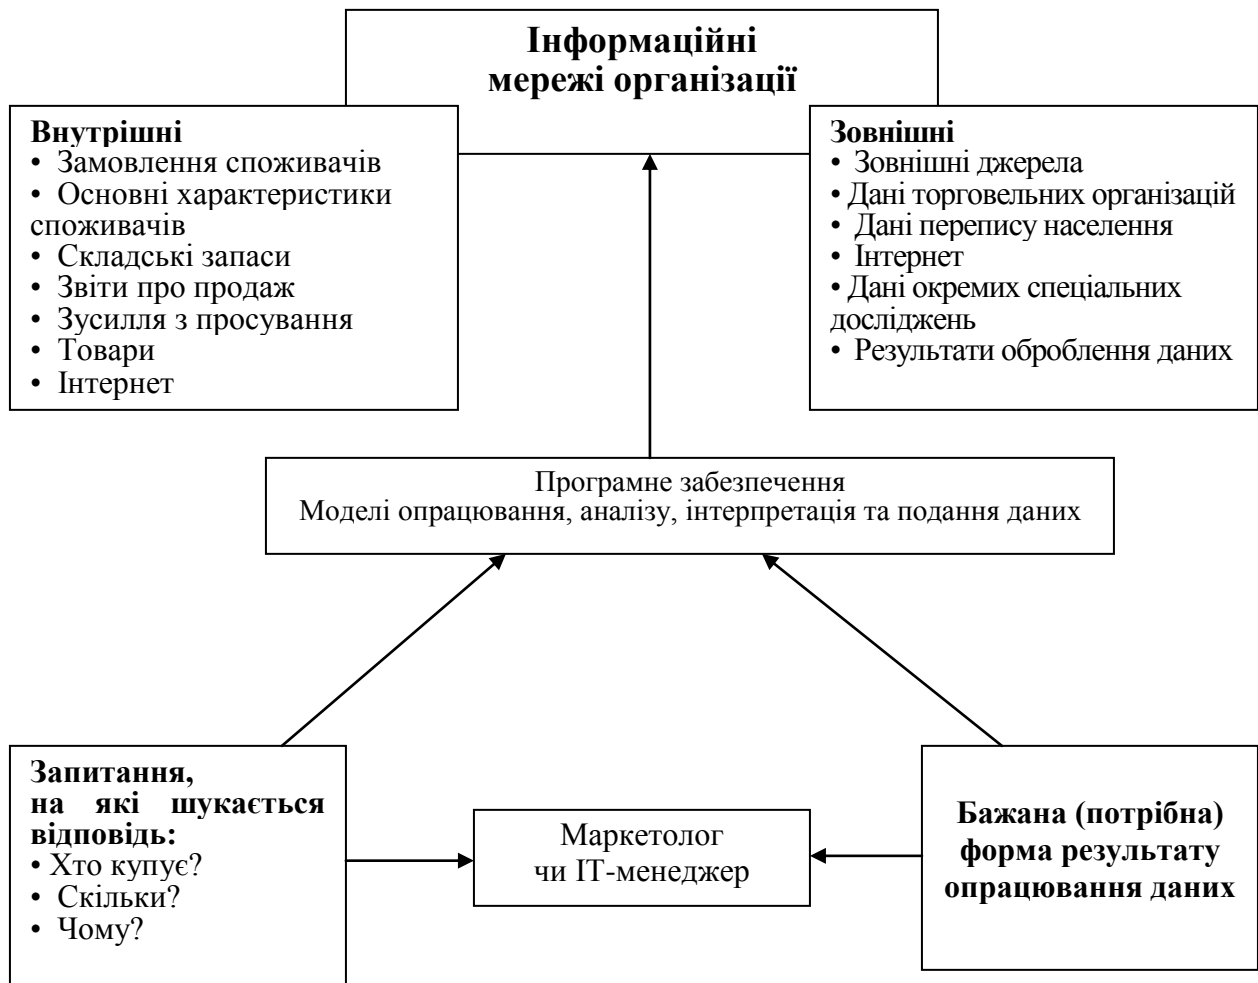 Інформаційні
мережі організації
Внутрішні
• Замовлення споживачів
• Основні характеристики
споживачів
• Складські запаси
• Звіти про продаж
• Зусилля з просування
• Товари
• Інтернет
Зовнішні
• Зовнішні джерела
• Дані торговельних організацій
• Дані перепису населення
• Інтернет
• Дані окремих спеціальних
досліджень
• Результати оброблення даних
Програмне забезпечення
Моделі опрацювання, аналізу, інтерпретація та подання даних
Запитання,
на які шукається
відповідь:
• Хто купує?
• Скільки?
• Чому?
Маркетолог
чи ІТ-менеджер
Бажана (потрібна)
форма результату
опрацювання даних